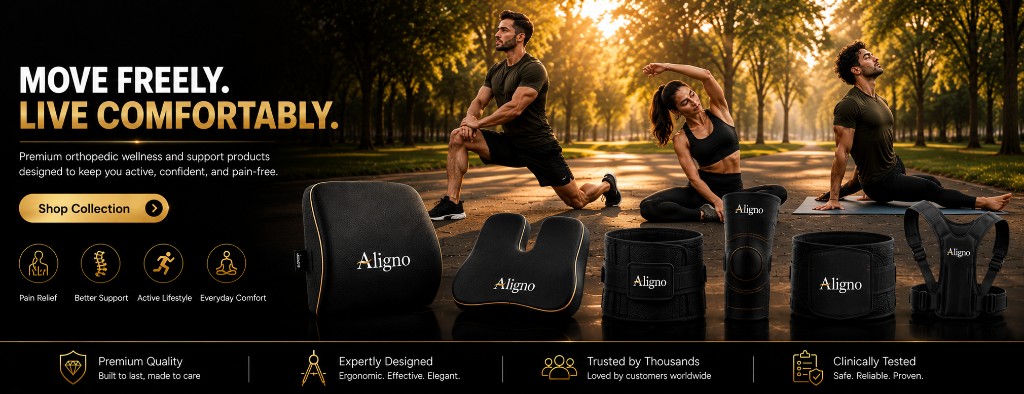 MOVE FREELY.
LIVE COMFORTABLY.
Premium orthopedic wellness and support products
designed to keep you active, confident, and pain-free.
Shop Collection
Pain Relief
Better Support
Active Lifestyle
Everyday Comfort
Aligno
Aligno
Aligno
Aligno
Aligno
Aligno
Premium Quality
Built to last, made to care
Expertly Designed
Ergonomic. Effective. Elegant.
Trusted by Thousands
Loved by customers worldwide
Clinically Tested
Safe. Reliable. Proven.